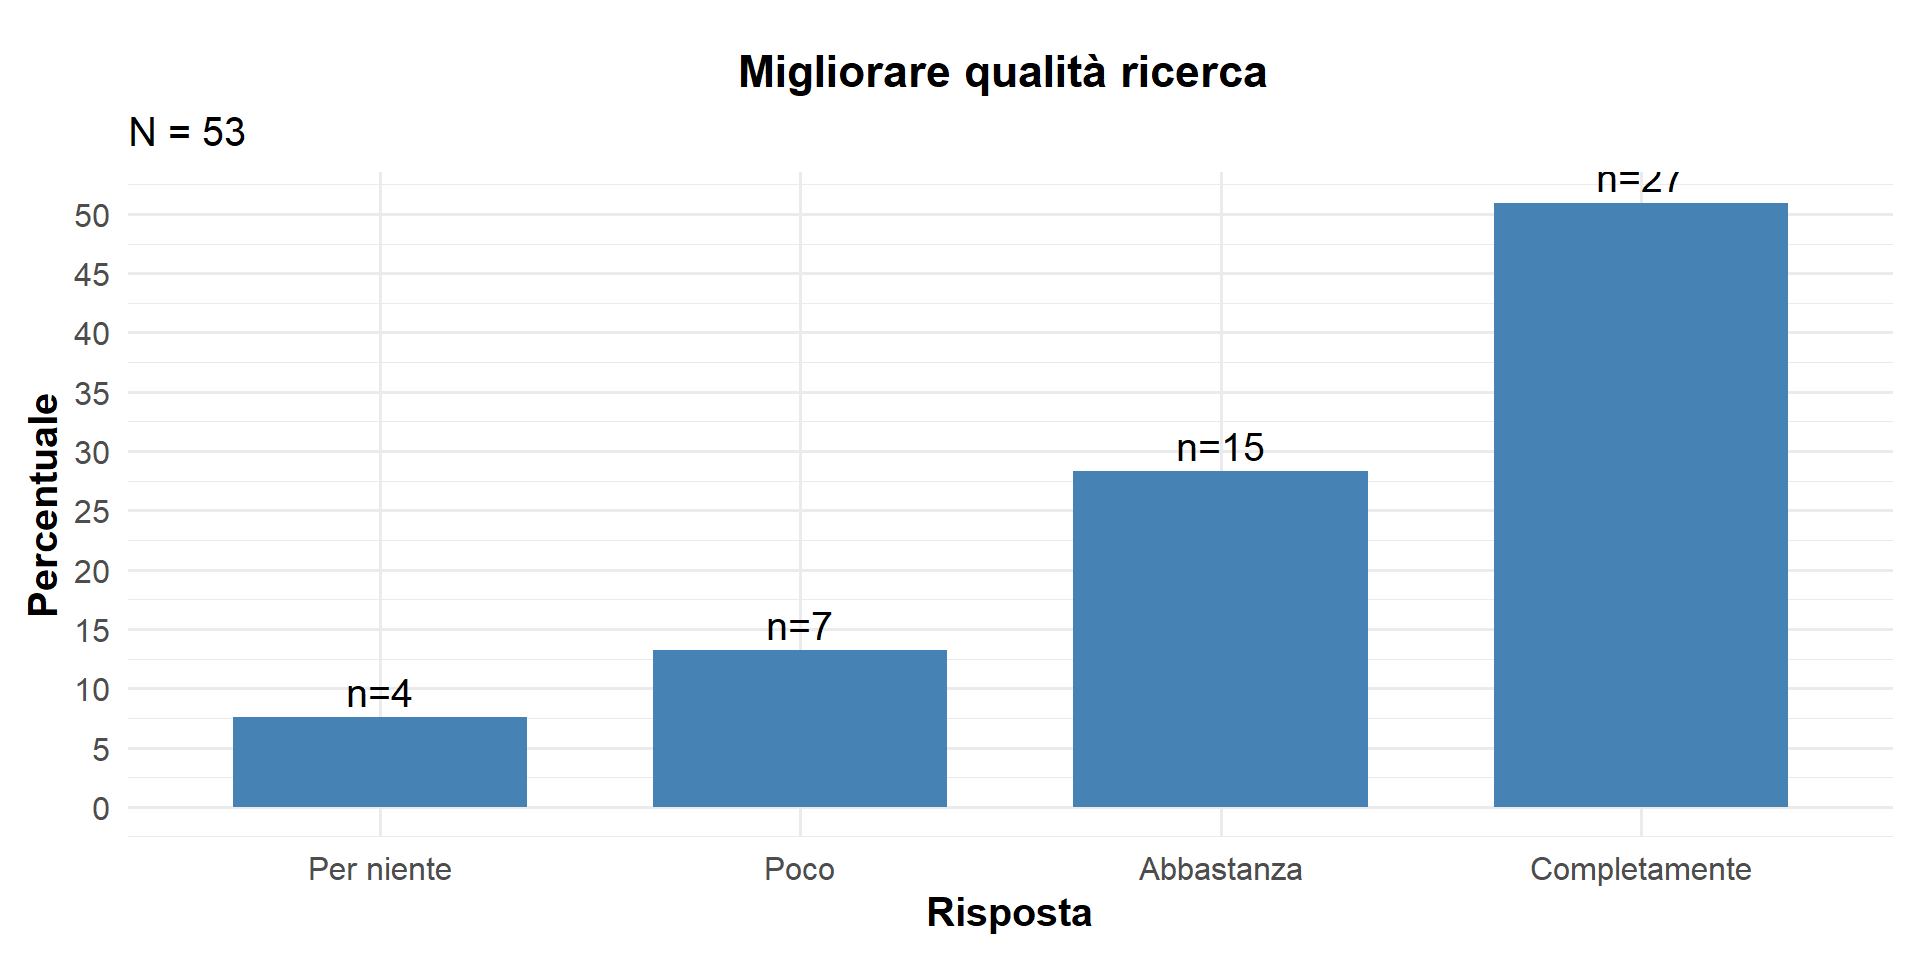 Migliorare qualità ricerca
N = 53
n=27
50
45
40
35
30
25
20
15
10
5
0
n=15
n=7
n=4
Percentuale
Per niente
Poco
Abbastanza
Completamente
Risposta